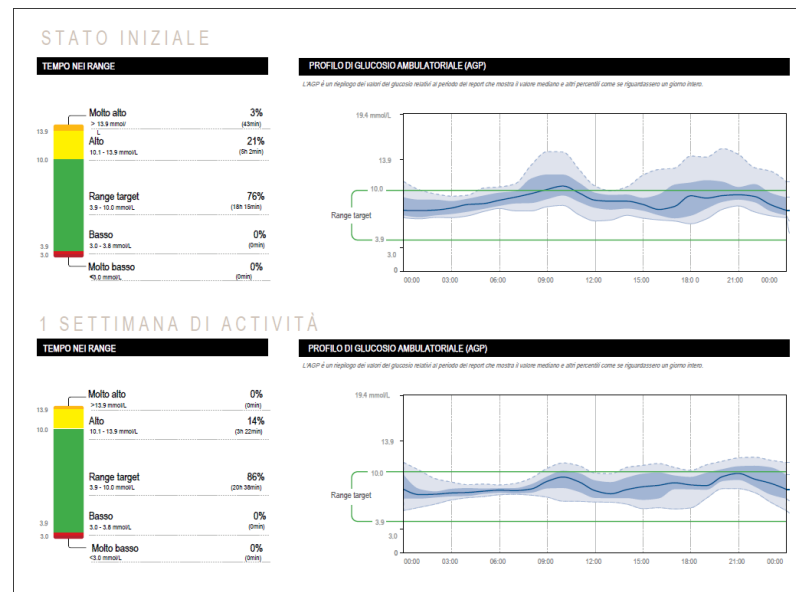 STATO INIZIALE
TEMPO NEI RANGE
Molto alto 3%
> 13.9 mmol/L (43min)
13.9
Alto 21%
10.1 - 13.9 mmol/L (5h 2min)
10.0
Range target 76%
3.9 - 10.0 mmol/L (18h 15min)
Basso 0%
3.0 - 3.8 mmol/L (0min)
3.9
3.0
Molto basso 0%
<3.0 mmol/L (0min)
PROFILO DI GLUCOSIO AMBULATORIALE (AGP)
L'AGP è un riepilogo dei valori del glucosio relativi al periodo del report che mostra il valore mediano e altri percentili come se riguardassero un giorno intero.
19.4 mmol/L
13.9
10.0
Range target
3.9
3.0
0
00:00 03:00 06:00 09:00 12:00 15:00 18:0 0 21:00 00:00
1 SETTIMANA DI ACTIVITÀ
TEMPO NEI RANGE
Molto alto 0%
>13.9 mmol/L (0min)
13.9
Alto 14%
10.1 - 13.9 mmol/L (3h 22min)
10.0
Range target 86%
3.9 - 10.0 mmol/L (20h 38min)
Basso 0%
3.0 - 3.8 mmol/L (0min)
3.9
3.0
Molto basso 0%
<3.0 mmol/L (0min)
PROFILO DI GLUCOSIO AMBULATORIALE (AGP)
L'AGP è un riepilogo dei valori del glucosio relativi al periodo del report che mostra il valore mediano e altri percentili come se riguardassero un giorno intero.
19.4 mmol/L
13.9
10.0
Range target
3.9
3.0
0
00:00 03:00 06:00 09:00 12:00 15:00 18:00 21:00 00:00